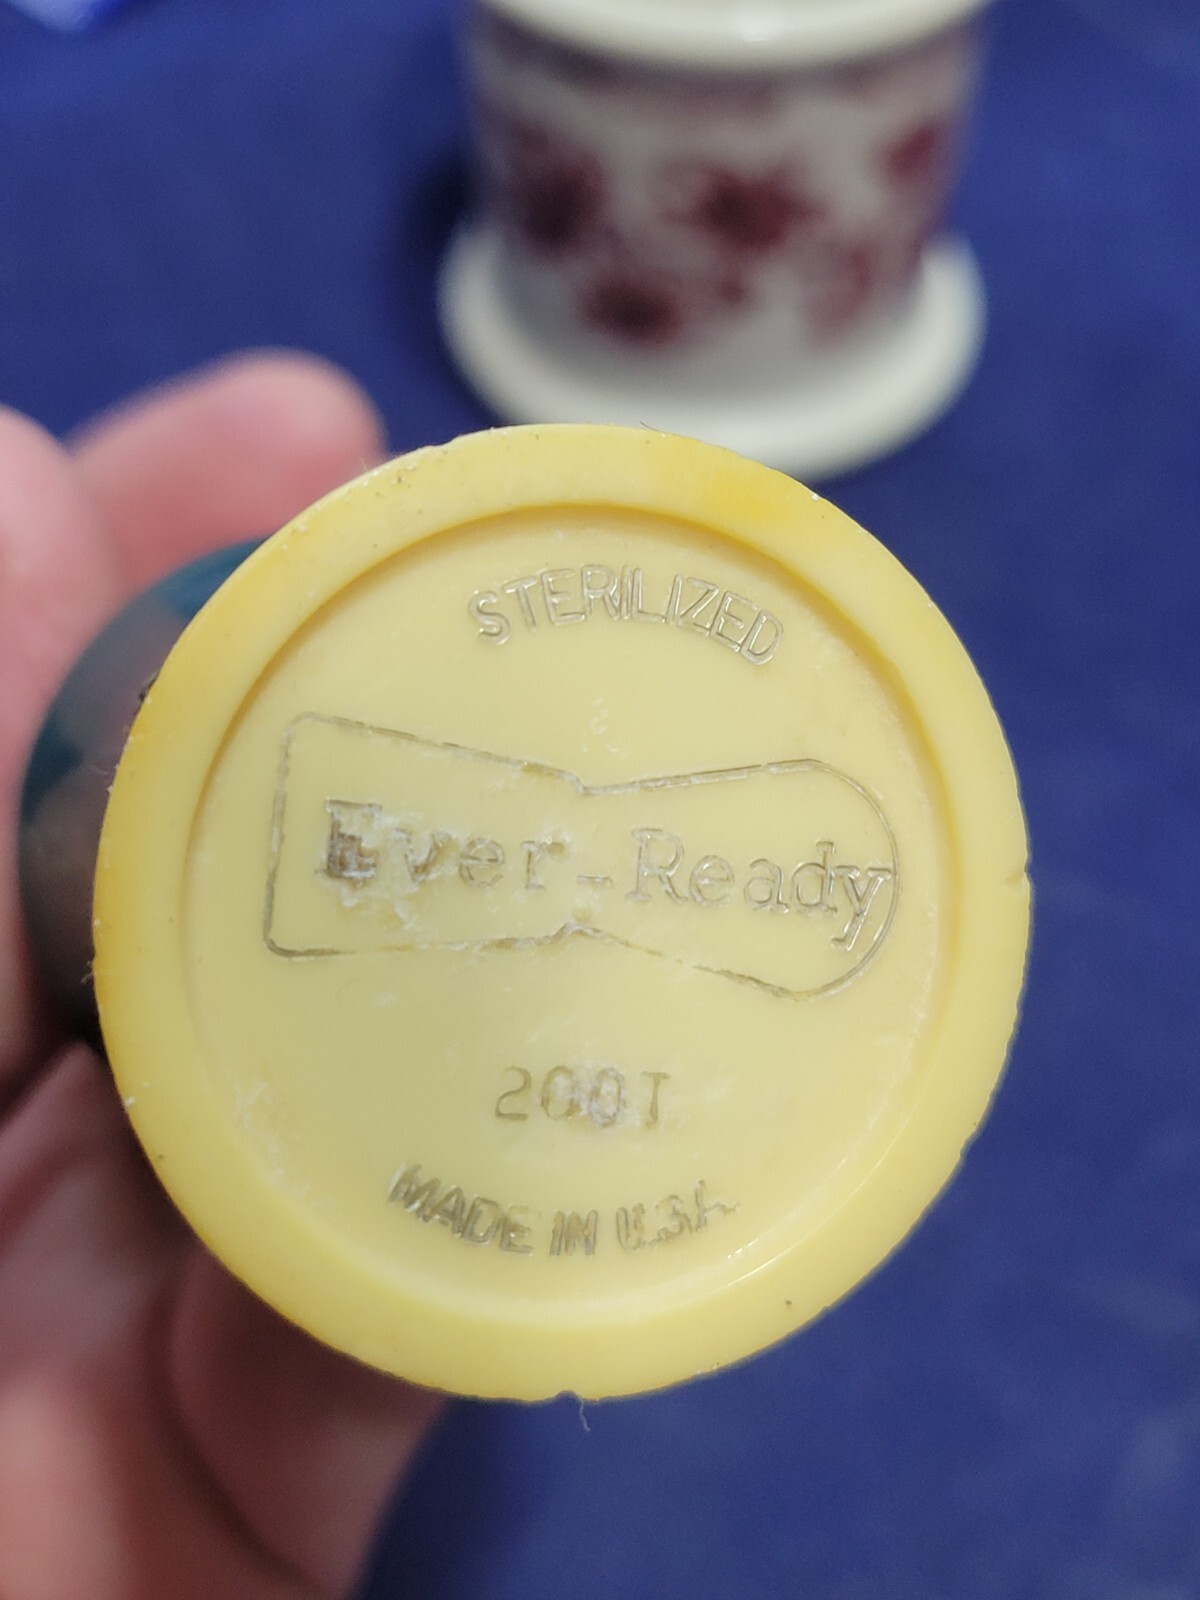 STERILIZED
Ever-Ready
200T
MADE IN U.S.A.